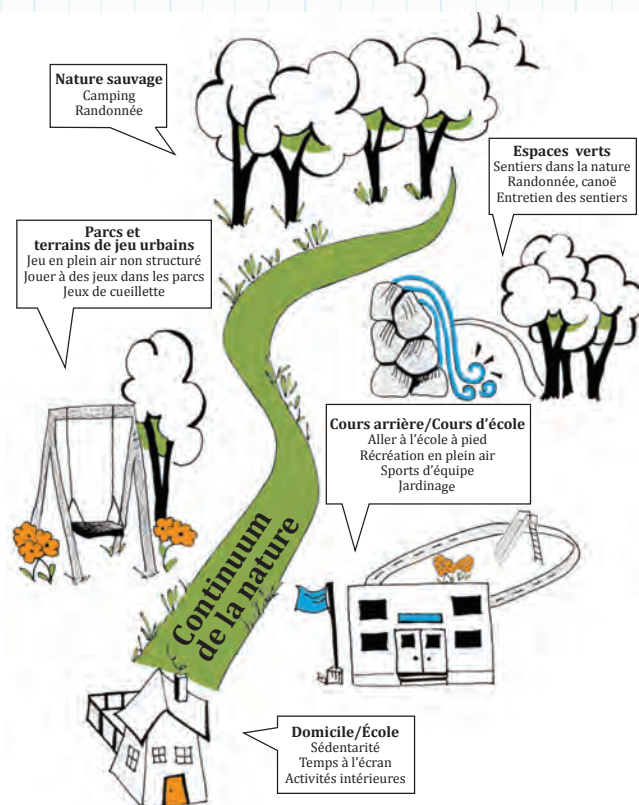 Nature sauvage
Camping
Randonnée
Espaces verts
Sentiers dans la nature
Randonnée, canoë
Entretien des sentiers
Parcs et
terrains de jeu urbains
Jeu en plein air non structuré
Jouer à des jeux dans les parcs
Jeux de cueillette
Cours arrière/Cours d'école
Aller à l'école à pied
Récréation en plein air
Sports d'équipe
Jardinage
Continuum
de la nature
Domicile/École
Sédentarité
Temps à l'écran
Activités intérieures